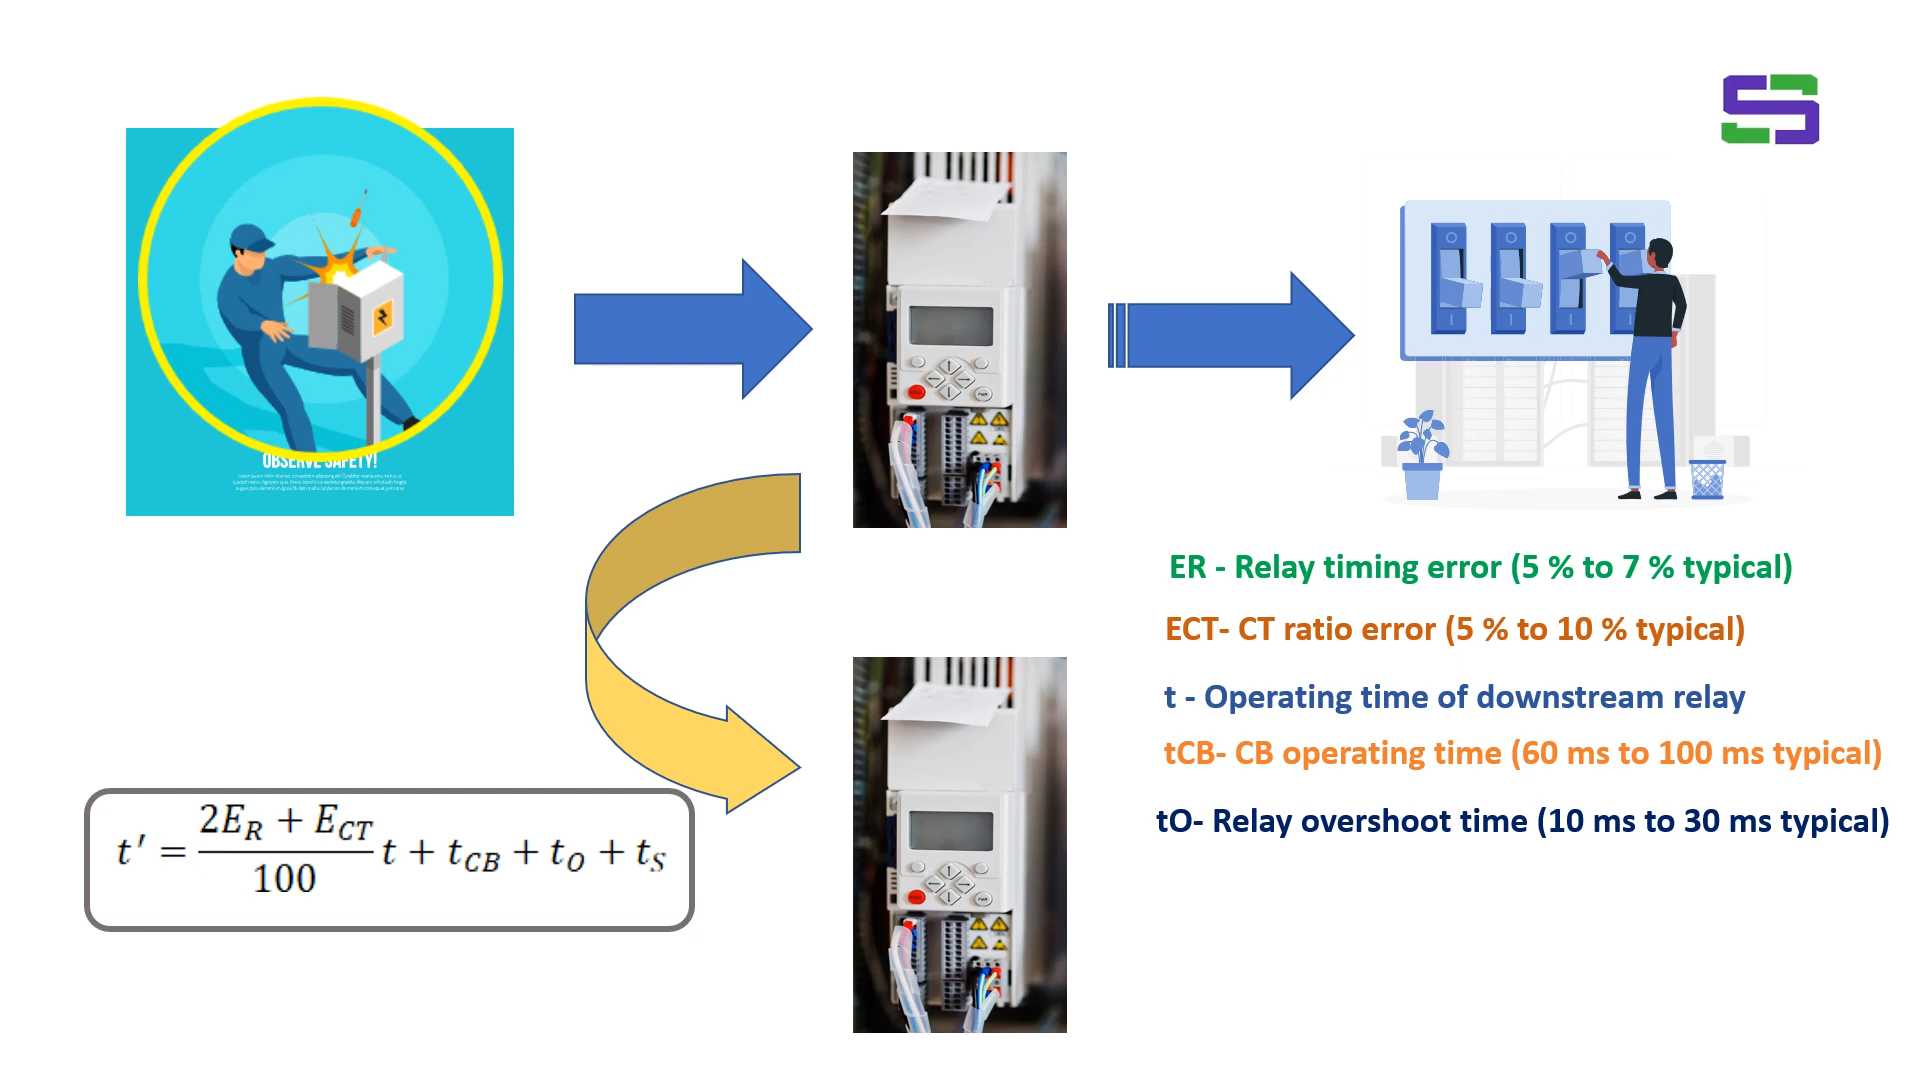 OBSERVE SAFETY!
ER - Relay timing error (5 % to 7 % typical)
ECT- CT ratio error (5 % to 10 % typical)
t - Operating time of downstream relay
tCB- CB operating time (60 ms to 100 ms typical)
tO- Relay overshoot time (10 ms to 30 ms typical)
t′ = (2E_R + E_CT)/100 t + t_CB + t_O + t_S